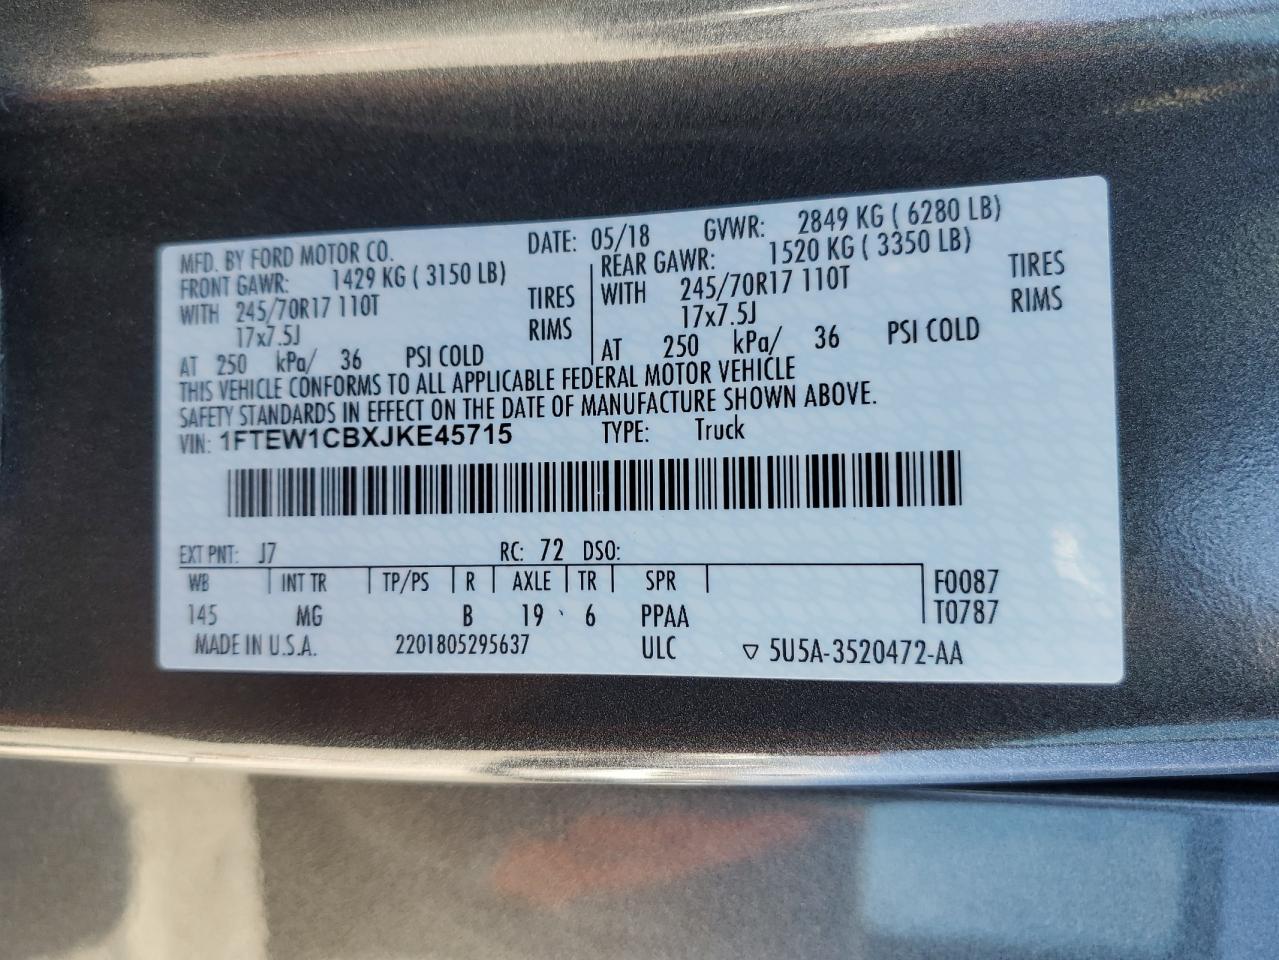 MFD. BY FORD MOTOR CO. DATE: 05/18 GVWR: 2849 KG ( 6280 LB)
FRONT GAWR: 1429 KG ( 3150 LB) REAR GAWR: 1520 KG ( 3350 LB)
WITH 245/70R17 110T TIRES WITH 245/70R17 110T TIRES
17x7.5J RIMS 17x7.5J RIMS
AT 250 kPa/ 36 PSI COLD AT 250 kPa/ 36 PSI COLD
THIS VEHICLE CONFORMS TO ALL APPLICABLE FEDERAL MOTOR VEHICLE
SAFETY STANDARDS IN EFFECT ON THE DATE OF MANUFACTURE SHOWN ABOVE.
VIN: 1FTEW1CBXJKE45715 TYPE: Truck
EXT PNT: J7 RC: 72 DSO:
WB INT TR TP/PS R AXLE TR SPR F0087
145 MG B 19 6 PPAA T0787
MADE IN U.S.A. 2201805295637 ULC ▽ 5U5A-3520472-AA